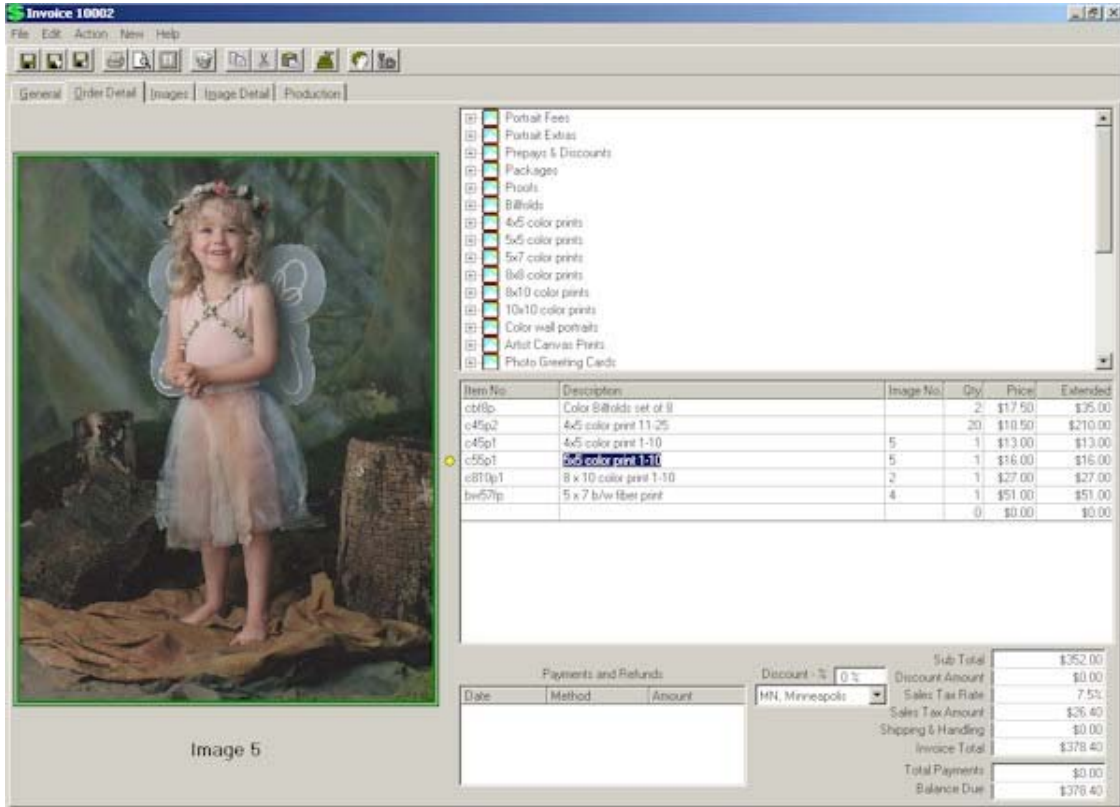 Invoice 10002
File Edit Action New Help
General Order Detail Images Image Detail Production
Portrait Fees
Portrait Extras
Prepays & Discounts
Packages
Proofs
Billfolds
4x5 color prints
5x5 color prints
5x7 color prints
8x8 color prints
8x10 color prints
10x10 color prints
Color wall portraits
Artist Canvas Prints
Photo Greeting Cards
Item No Description Image No. Qty Price Extended
cbf8p Color Billfolds set of 8 2 $17.50 $35.00
c45p2 4x5 color print 11-25 20 $10.50 $210.00
c45p1 4x5 color print 1-10 5 1 $13.00 $13.00
c55p1 5x5 color print 1-10 5 1 $16.00 $16.00
c810p1 8 x 10 color print 1-10 2 1 $27.00 $27.00
bw57fp 5 x 7 b/w fiber print 4 1 $51.00 $51.00
0 $0.00 $0.00
Payments and Refunds
Date Method Amount
Discount - % 0 %
MN, Minneapolis
Sub Total $352.00
Discount Amount $0.00
Sales Tax Rate 7.5%
Sales Tax Amount $26.40
Shipping & Handling $0.00
Invoice Total $378.40
Total Payments $0.00
Balance Due $378.40
Image 5